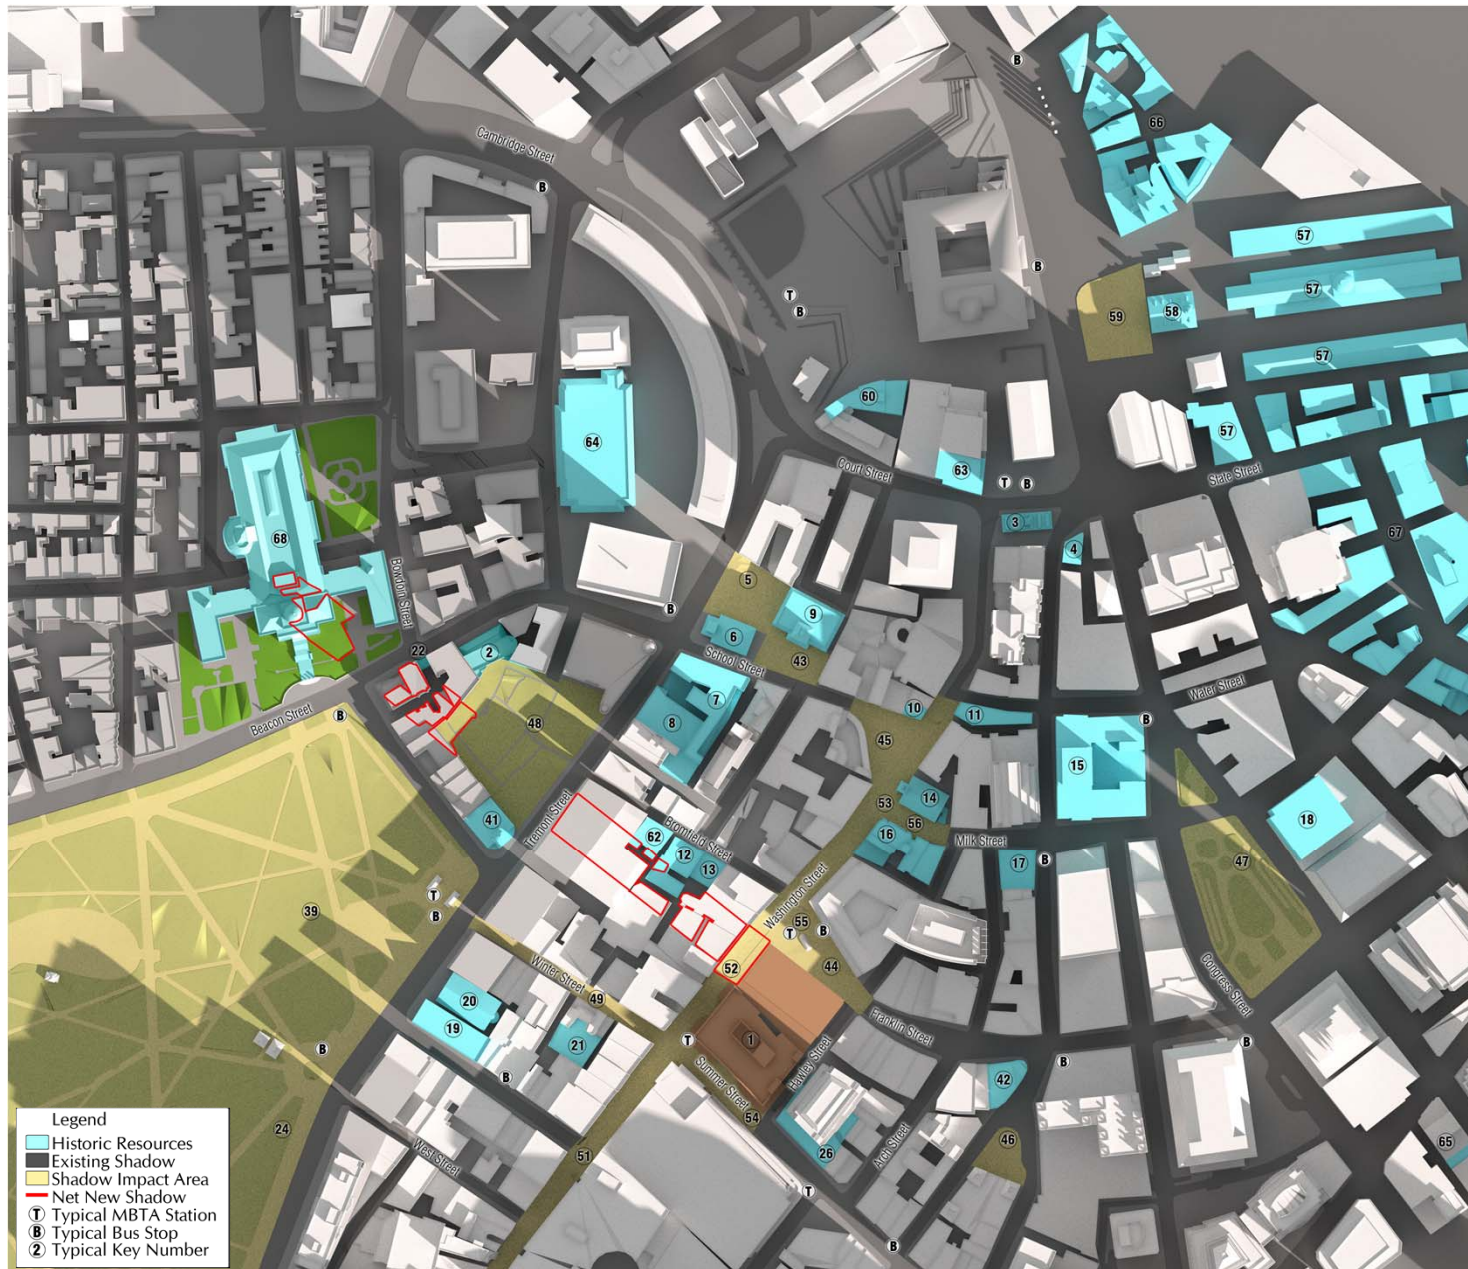 B
66
Cambridge Street
B
57
B
T
57
B
59
58
57
60
64
57
Court Street
63
State Street
T
B
3
67
68
4
5
Bowdoin Street
9
B
6
School Street
22
2
43
Water Street
7
Beacon Street
B
48
8
10
11
B
45
15
53
14
Tremont Street
41
56
62
Bromfield Street
16
Milk Street
18
12
13
17
B
47
Washington Street
T
B
39
55
T
B
52
44
Congress Street
Winter Street
20
49
Franklin Street
19
21
T
1
B
B
Hawley Street
B
B
Summer Street
42
Legend
54
24
Historic Resources
46
65
West Street
51
26
Arch Street
Existing Shadow
Shadow Impact Area
T
Net New Shadow
T Typical MBTA Station
B Typical Bus Stop
B
2 Typical Key Number